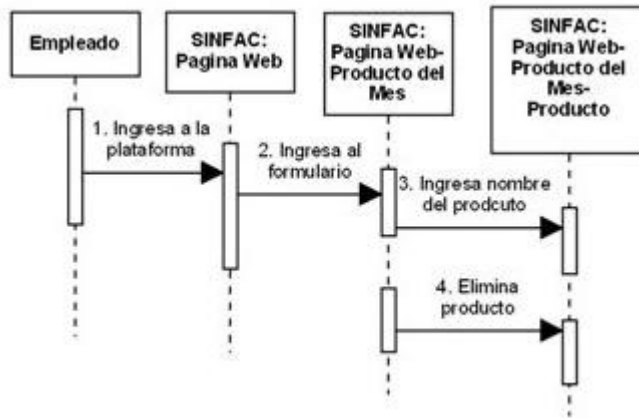 Empleado
SINFAC:
Pagina Web
SINFAC:
Pagina Web-
Producto del
Mes
SINFAC:
Pagina Web-
Producto del
Mes-
Producto
1. Ingresa a la
plataforma
2. Ingresa al
formulario
3. Ingresa nombre
del prodcuto
4. Elimina
producto